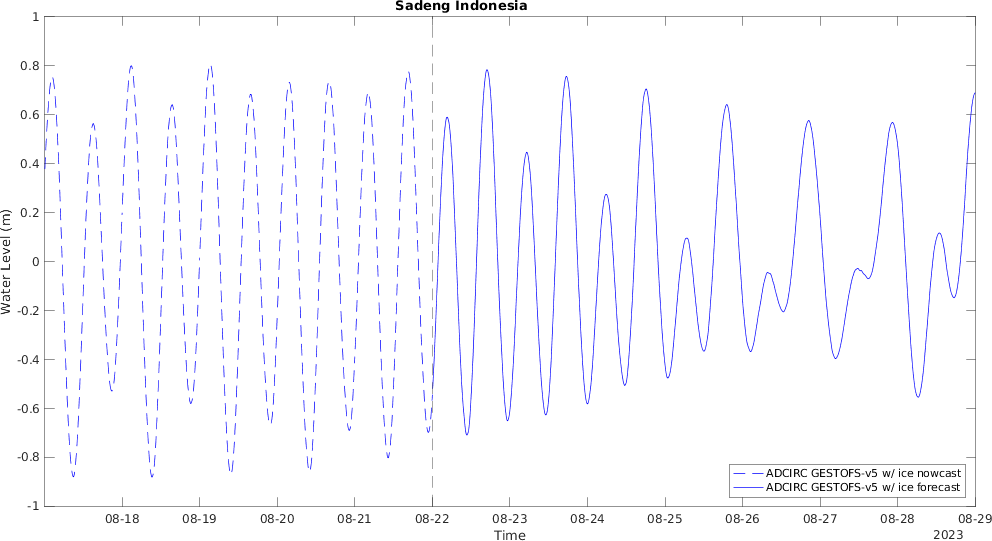 Sadeng Indonesia
1
0.8
0.6
0.4
0.2
0
-0.2
-0.4
-0.6
-0.8
-1
Water Level (m)
ADCIRC GESTOFS-v5 w/ ice nowcast
ADCIRC GESTOFS-v5 w/ ice forecast
08-18 08-19 08-20 08-21 08-22 08-23 08-24 08-25 08-26 08-27 08-28 08-29
Time
2023